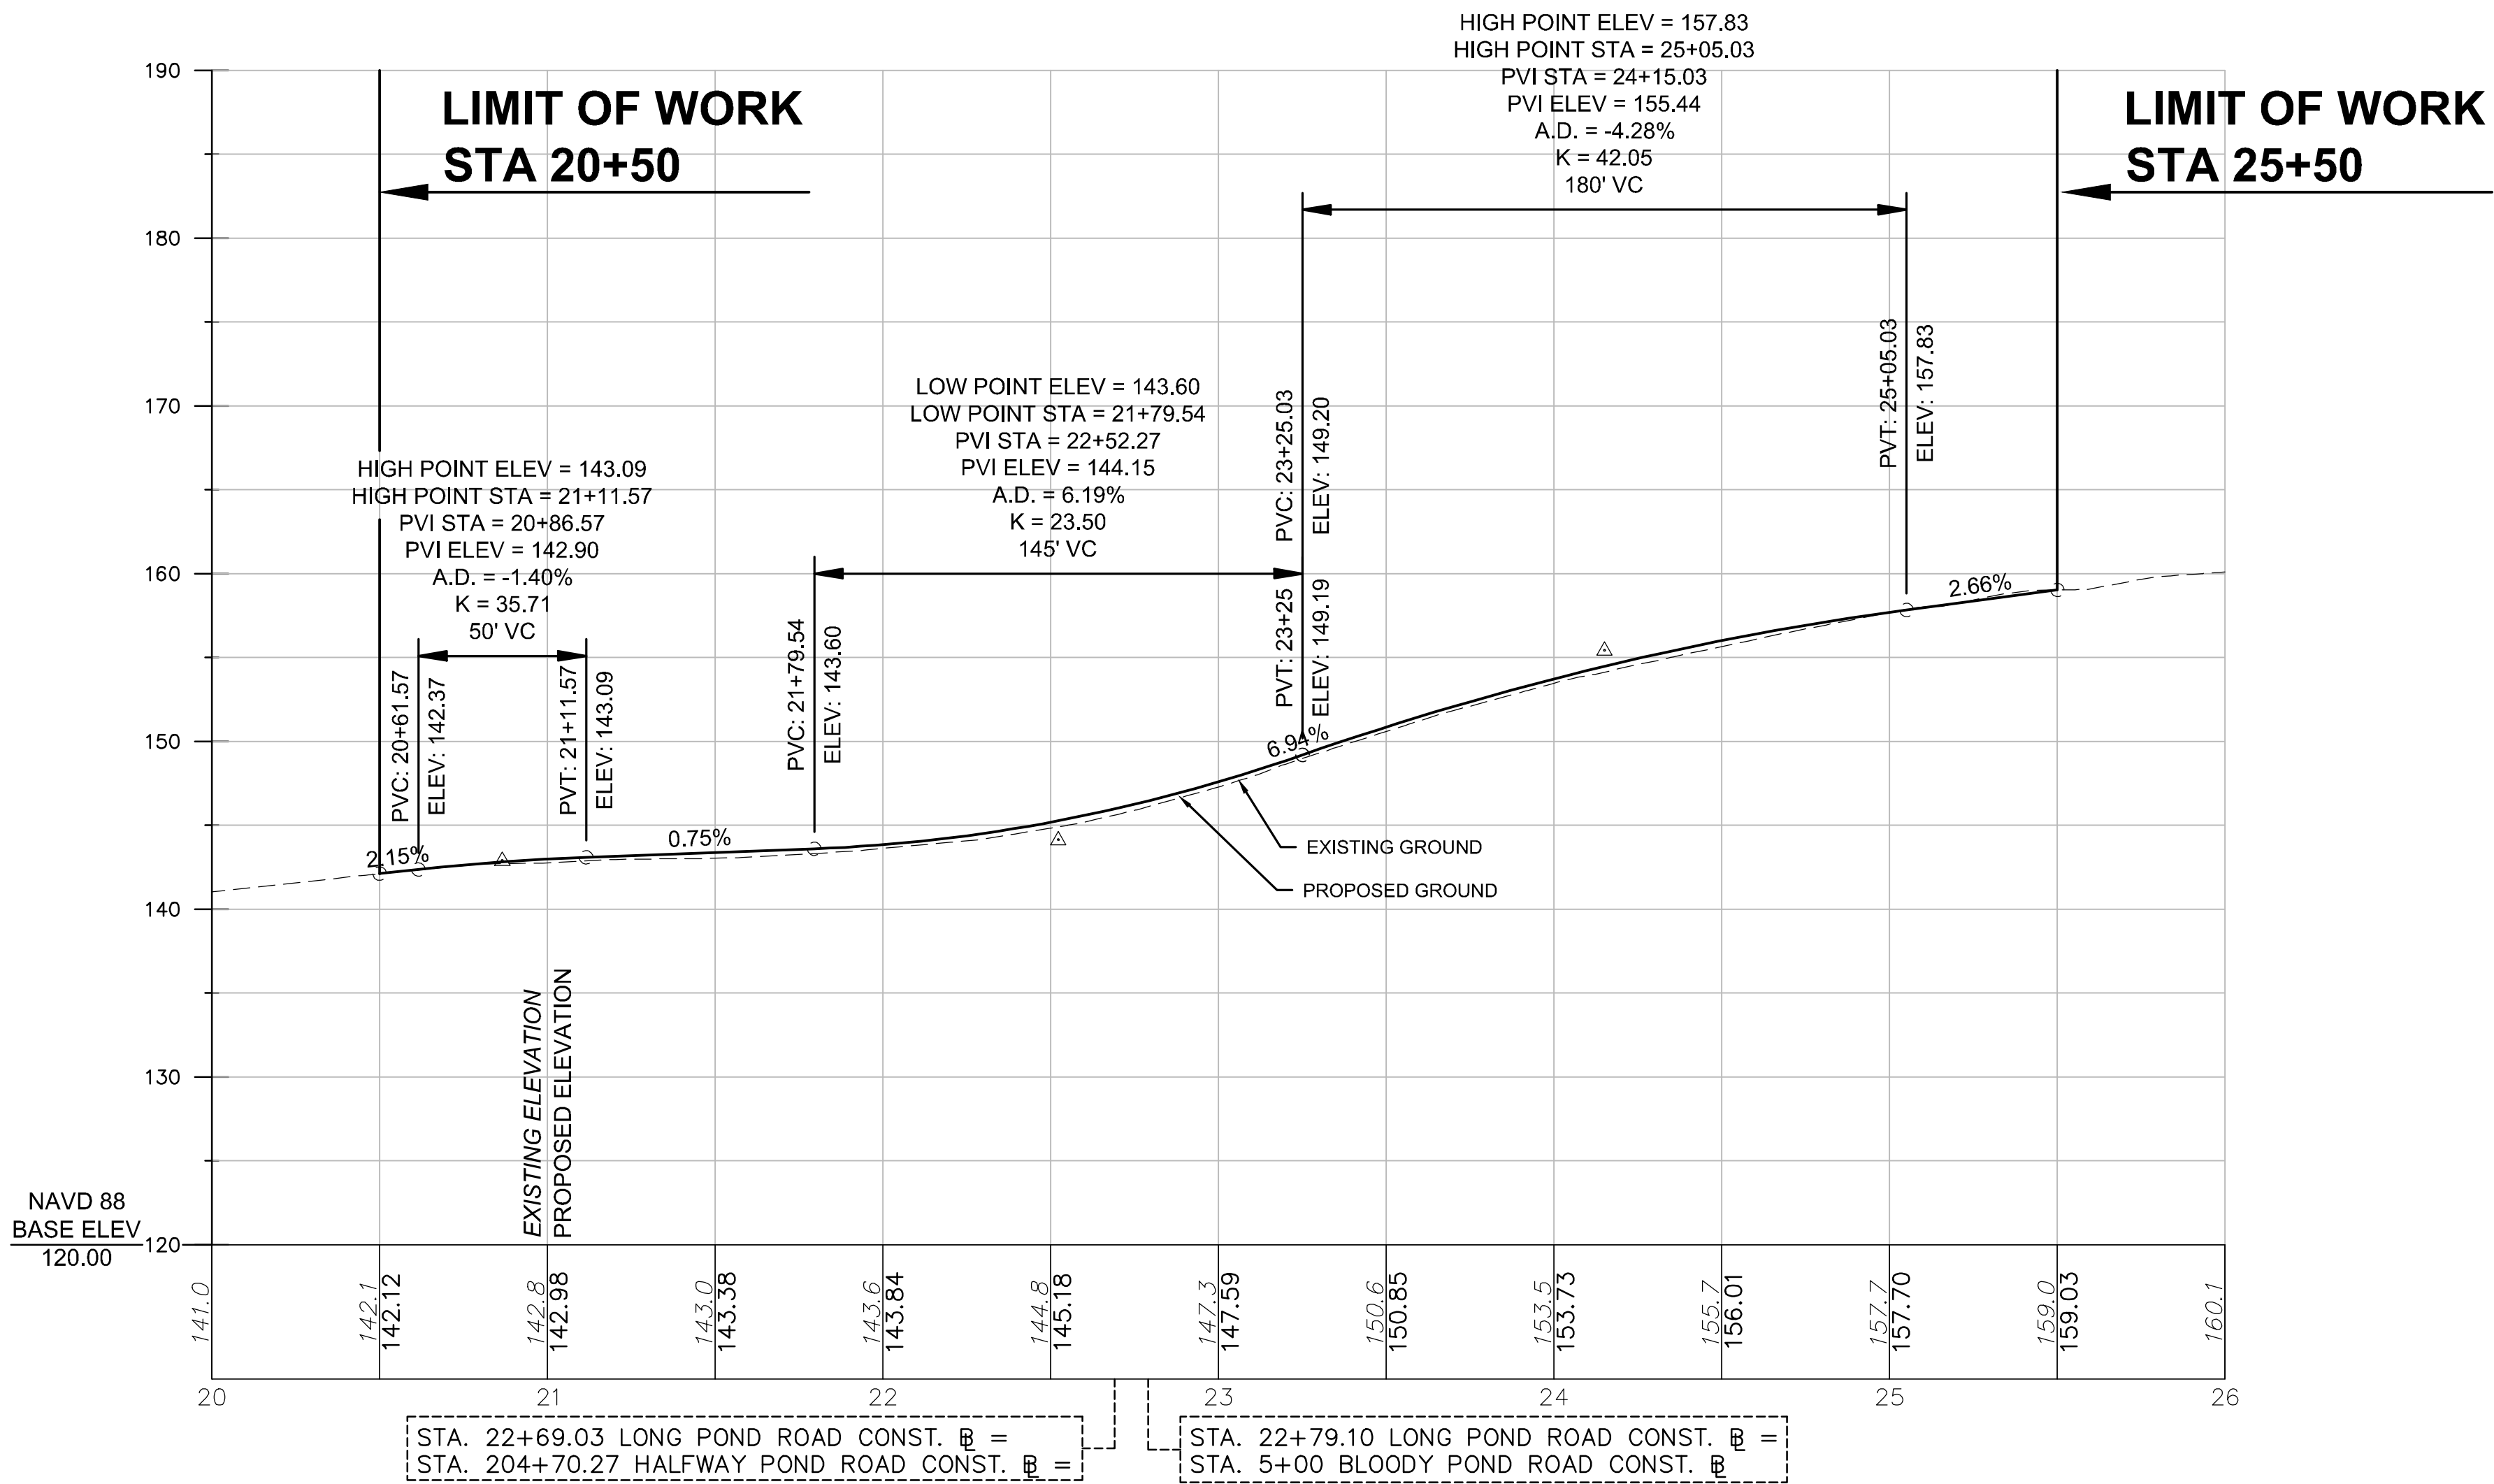 HIGH POINT ELEV = 157.83
HIGH POINT STA = 25+05.03
PVI STA = 24+15.03
PVI ELEV = 155.44
A.D. = -4.28%
K = 42.05
180' VC
LIMIT OF WORK
STA 20+50
LIMIT OF WORK
STA 25+50
190
180
170
160
150
140
130
120
HIGH POINT ELEV = 143.09
HIGH POINT STA = 21+11.57
PVI STA = 20+86.57
PVI ELEV = 142.90
A.D. = -1.40%
K = 35.71
50' VC
LOW POINT ELEV = 143.60
LOW POINT STA = 21+79.54
PVI STA = 22+52.27
PVI ELEV = 144.15
A.D. = 6.19%
K = 23.50
145' VC
PVC: 20+61.57
ELEV: 142.37
PVT: 21+11.57
ELEV: 143.09
PVC: 21+79.54
ELEV: 143.60
PVC: 23+25.03
ELEV: 149.20
PVT: 23+25
ELEV: 149.19
PVT: 25+05.03
ELEV: 157.83
2.15%
0.75%
6.94%
2.66%
EXISTING GROUND
PROPOSED GROUND
EXISTING ELEVATION
PROPOSED ELEVATION
NAVD 88
BASE ELEV
120.00
141.0
142.1
142.12
142.8
142.98
143.0
143.38
143.6
143.84
144.8
145.18
147.3
147.59
150.6
150.85
153.5
153.73
155.7
156.01
157.7
157.70
159.0
159.03
160.1
20
21
22
23
24
25
26
STA. 22+69.03 LONG POND ROAD CONST. BL =
STA. 204+70.27 HALFWAY POND ROAD CONST. BL =
STA. 22+79.10 LONG POND ROAD CONST. BL =
STA. 5+00 BLOODY POND ROAD CONST. BL